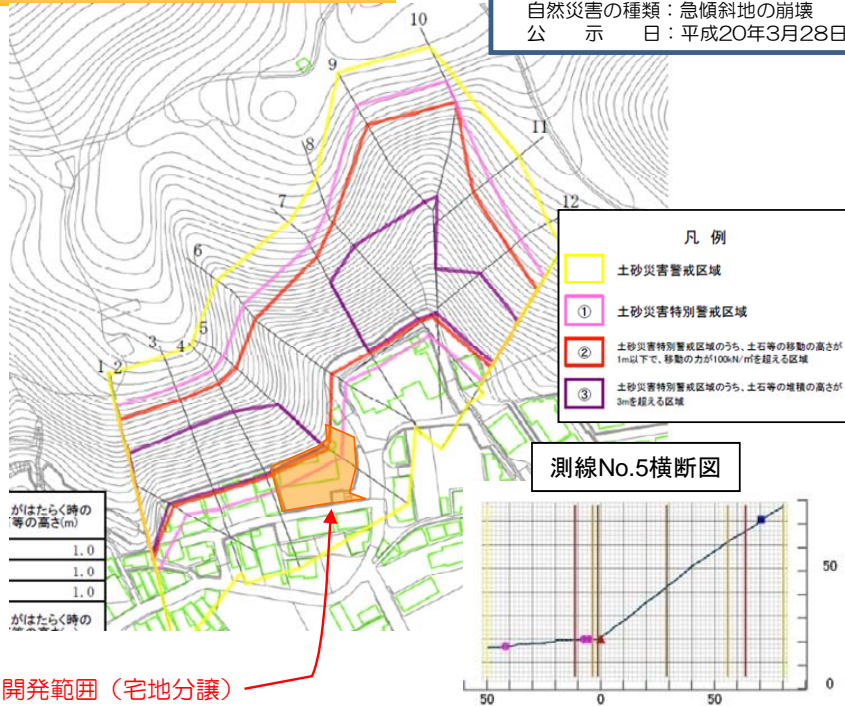 自然災害の種類：急傾斜地の崩壊
公　示　日：平成20年3月28日
10
9
8
11
7
12
6
5
3
4
1 2
凡 例
土砂災害警戒区域
① 土砂災害特別警戒区域
② 土砂災害特別警戒区域のうち、土石等の移動の高さが
1m以下で、移動の力が100kN/㎡を超える区域
③ 土砂災害特別警戒区域のうち、土石等の堆積の高さが
3mを超える区域
測線No.5横断図
がはたらく時の
等の高さ(m)
1.0
1.0
1.0
がはたらく時の
50
0
50
0
50
開発範囲（宅地分譲）